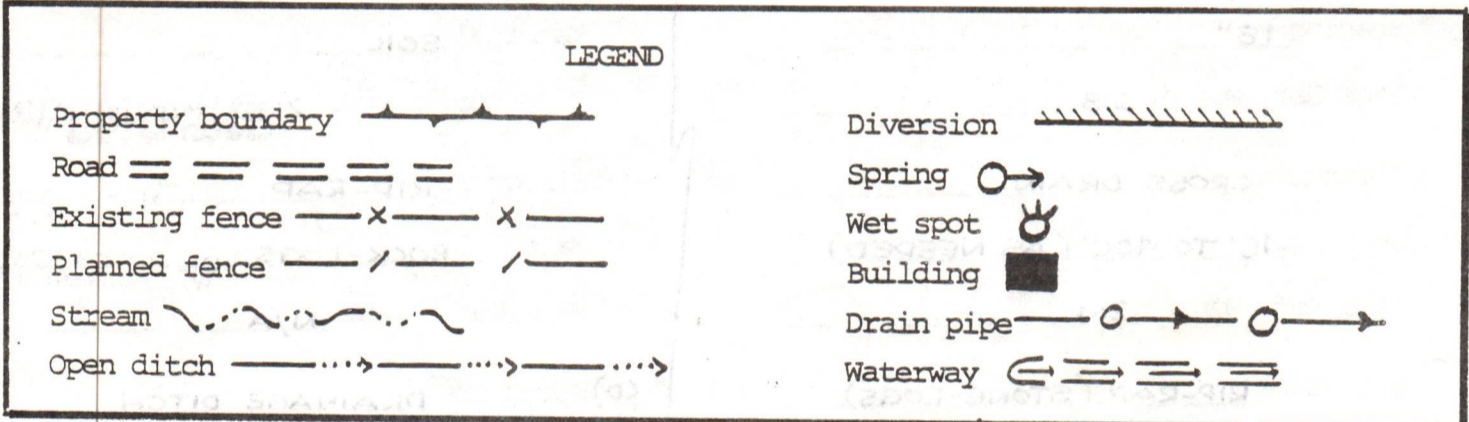 LEGEND
Property boundary
Road
Existing fence
Planned fence
Stream
Open ditch
Diversion
Spring
Wet spot
Building
Drain pipe
Waterway